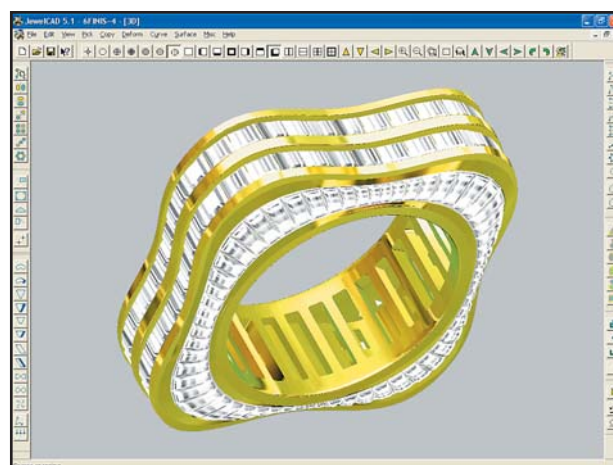 JewelCAD 5.1 - 6FINIS~4 - [3D]
File Edit View Pick Copy Deform Curve Surface Misc Help